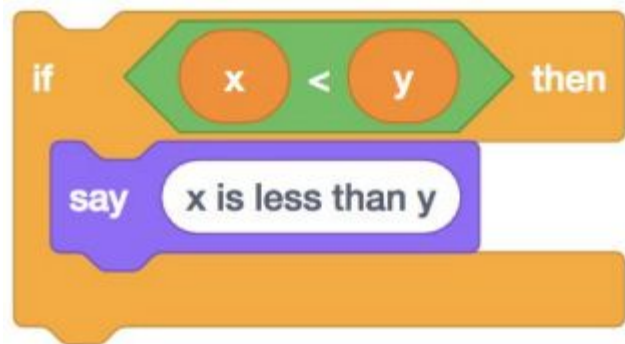 if x < y then
say x is less than y